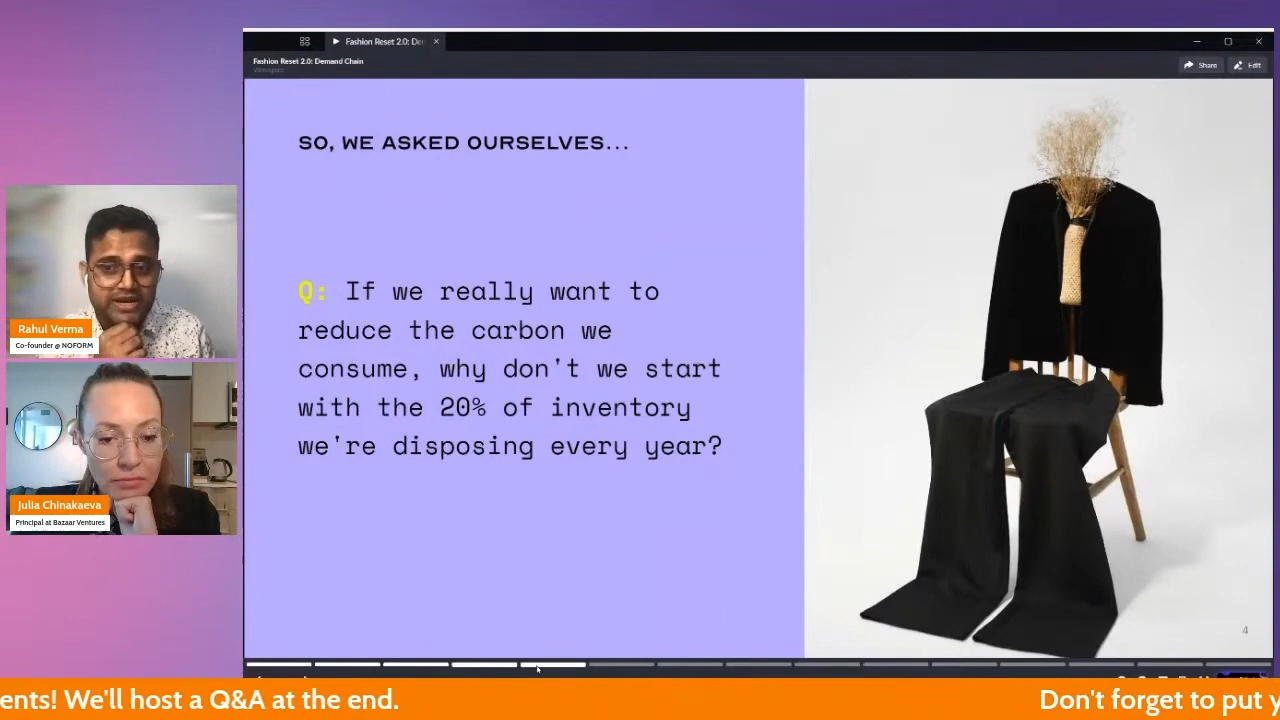 Fashion Reset 2.0: De
Fashion Reset 2.0: Demand Chain
Share
Edit
SO, WE ASKED OURSELVES...
Q: If we really want to
reduce the carbon we
consume, why don't we start
with the 20% of inventory
we're disposing every year?
4
Rahul Verma
Co-founder @ NOFORM
Julia Chinakaeva
Principal at Bazaar Ventures
ents! We'll host a Q&A at the end.
Don't forget to put y